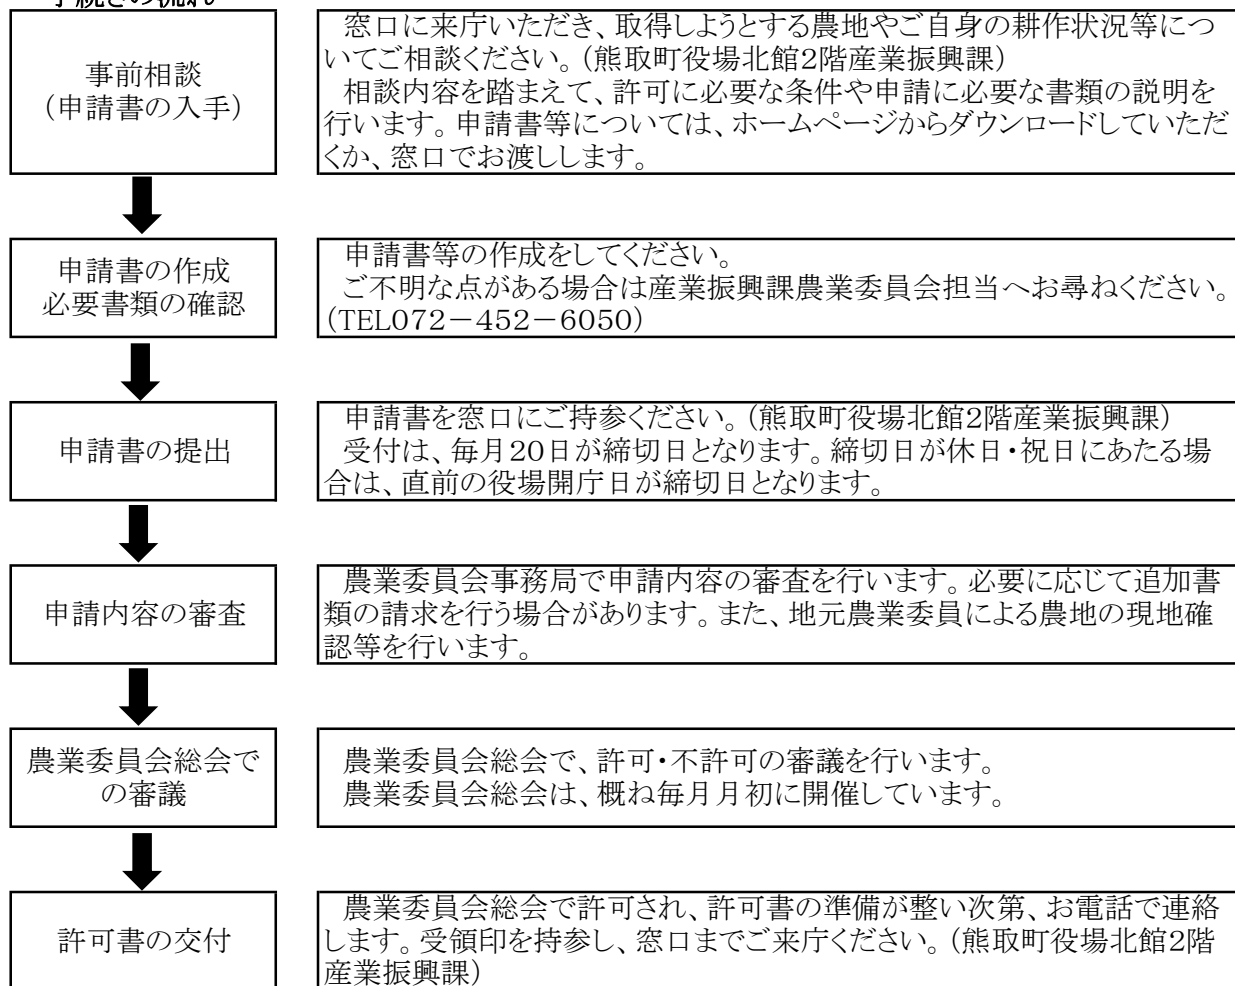 手続きの流れ
事前相談
（申請書の入手）
　窓口に来庁いただき、取得しようとする農地やご自身の耕作状況等につ
いてご相談ください。（熊取町役場北館２階産業振興課）
　相談内容を踏まえて、許可に必要な条件や申請に必要な書類の説明を
行います。申請書等については、ホームページからダウンロードしていただ
くか、窓口でお渡しします。
申請書の作成
必要書類の確認
　申請書等の作成をしてください。
　ご不明な点がある場合は産業振興課農業委員会担当へお尋ねください。
（TEL072－452－6050）
申請書の提出
　申請書を窓口にご持参ください。（熊取町役場北館２階産業振興課）
　受付は、毎月20日が締切日となります。締切日が休日・祝日にあたる場
合は、直前の役場開庁日が締切日となります。
申請内容の審査
　農業委員会事務局で申請内容の審査を行います。必要に応じて追加書
類の請求を行う場合があります。また、地元農業委員による農地の現地確
認等を行います。
農業委員会総会で
の審議
　農業委員会総会で、許可・不許可の審議を行います。
　農業委員会総会は、概ね毎月月初に開催しています。
許可書の交付
　農業委員会総会で許可され、許可書の準備が整い次第、お電話で連絡
します。受領印を持参し、窓口までご来庁ください。（熊取町役場北館２階
産業振興課）